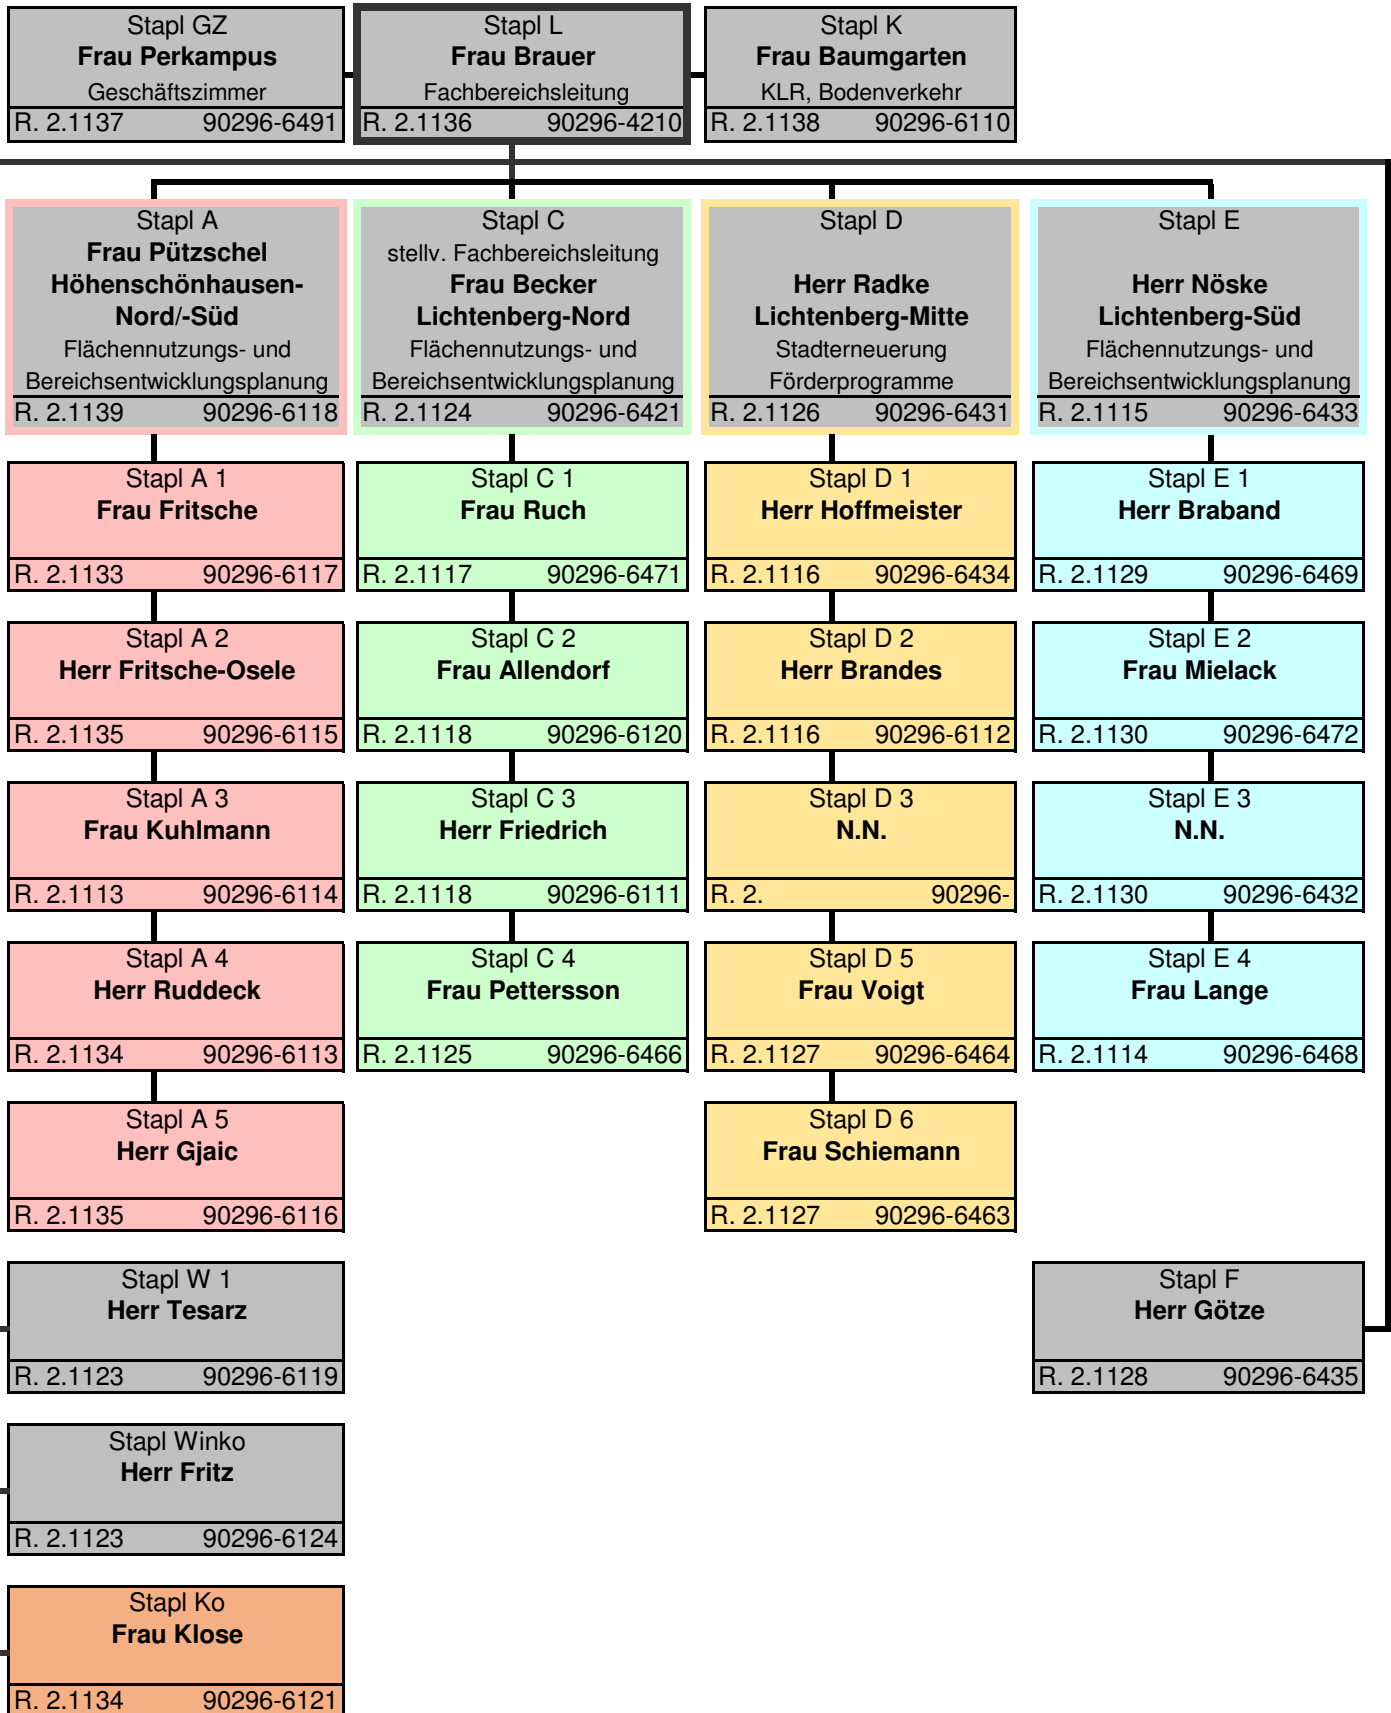 Stapl GZ
Frau Perkampus
Geschäftszimmer
R. 2.1137 90296-6491
Stapl L
Frau Brauer
Fachbereichsleitung
R. 2.1136 90296-4210
Stapl K
Frau Baumgarten
KLR, Bodenverkehr
R. 2.1138 90296-6110
Stapl A
Frau Pützschel
Höhenschönhausen-
Nord/-Süd
Flächennutzungs- und
Bereichsentwicklungsplanung
R. 2.1139 90296-6118
Stapl C
stellv. Fachbereichsleitung
Frau Becker
Lichtenberg-Nord
Flächennutzungs- und
Bereichsentwicklungsplanung
R. 2.1124 90296-6421
Stapl D
Herr Radke
Lichtenberg-Mitte
Stadterneuerung
Förderprogramme
R. 2.1126 90296-6431
Stapl E
Herr Nöske
Lichtenberg-Süd
Flächennutzungs- und
Bereichsentwicklungsplanung
R. 2.1115 90296-6433
Stapl A 1
Frau Fritsche
R. 2.1133 90296-6117
Stapl C 1
Frau Ruch
R. 2.1117 90296-6471
Stapl D 1
Herr Hoffmeister
R. 2.1116 90296-6434
Stapl E 1
Herr Braband
R. 2.1129 90296-6469
Stapl A 2
Herr Fritsche-Osele
R. 2.1135 90296-6115
Stapl C 2
Frau Allendorf
R. 2.1118 90296-6120
Stapl D 2
Herr Brandes
R. 2.1116 90296-6112
Stapl E 2
Frau Mielack
R. 2.1130 90296-6472
Stapl A 3
Frau Kuhlmann
R. 2.1113 90296-6114
Stapl C 3
Herr Friedrich
R. 2.1118 90296-6111
Stapl D 3
N.N.
R. 2. 90296-
Stapl E 3
N.N.
R. 2.1130 90296-6432
Stapl A 4
Herr Ruddeck
R. 2.1134 90296-6113
Stapl C 4
Frau Pettersson
R. 2.1125 90296-6466
Stapl D 5
Frau Voigt
R. 2.1127 90296-6464
Stapl E 4
Frau Lange
R. 2.1114 90296-6468
Stapl A 5
Herr Gjaic
R. 2.1135 90296-6116
Stapl D 6
Frau Schiemann
R. 2.1127 90296-6463
Stapl W 1
Herr Tesarz
R. 2.1123 90296-6119
Stapl F
Herr Götze
R. 2.1128 90296-6435
Stapl Winko
Herr Fritz
R. 2.1123 90296-6124
Stapl Ko
Frau Klose
R. 2.1134 90296-6121